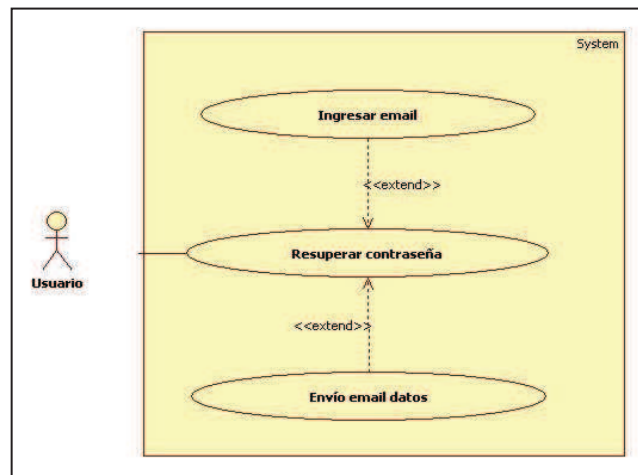 System
Ingresar email
<<extend>>
Resuperar contraseña
Usuario
<<extend>>
Envío email datos